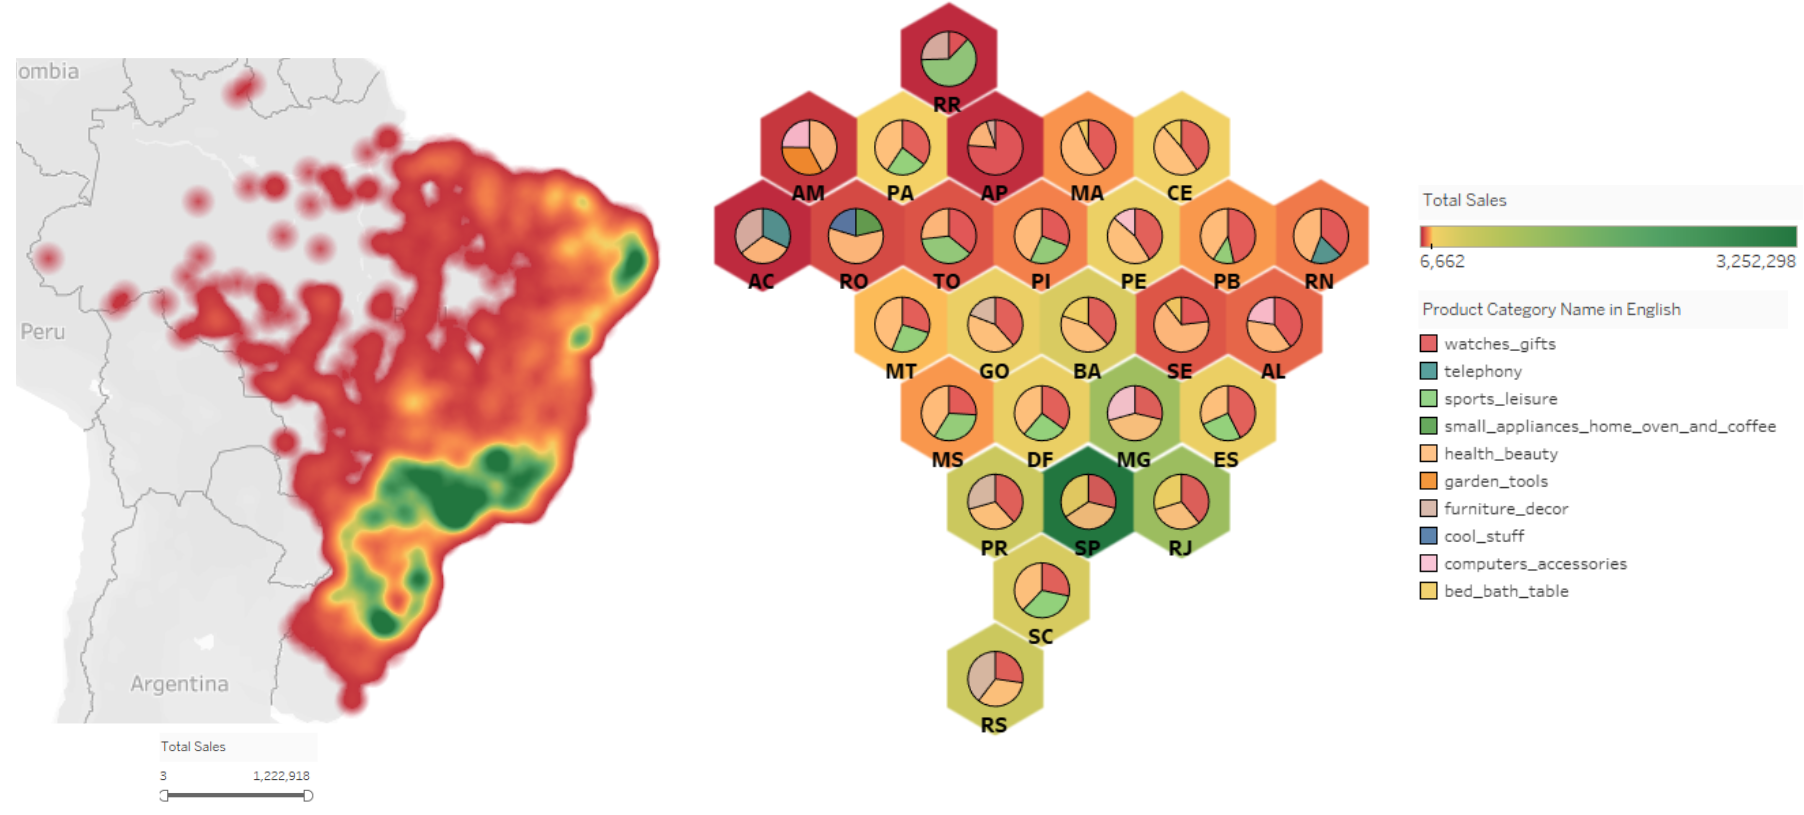 ombia
Peru
Argentina
Total Sales
3 1,222,918
RR
AM PA AP MA CE
AC RO TO PI PE PB RN
MT GO BA SE AL
MS DF MG ES
PR SP RJ
SC
RS
Total Sales
6,662 3,252,298
Product Category Name in English
watches_gifts
telephony
sports_leisure
small_appliances_home_oven_and_coffee
health_beauty
garden_tools
furniture_decor
cool_stuff
computers_accessories
bed_bath_table